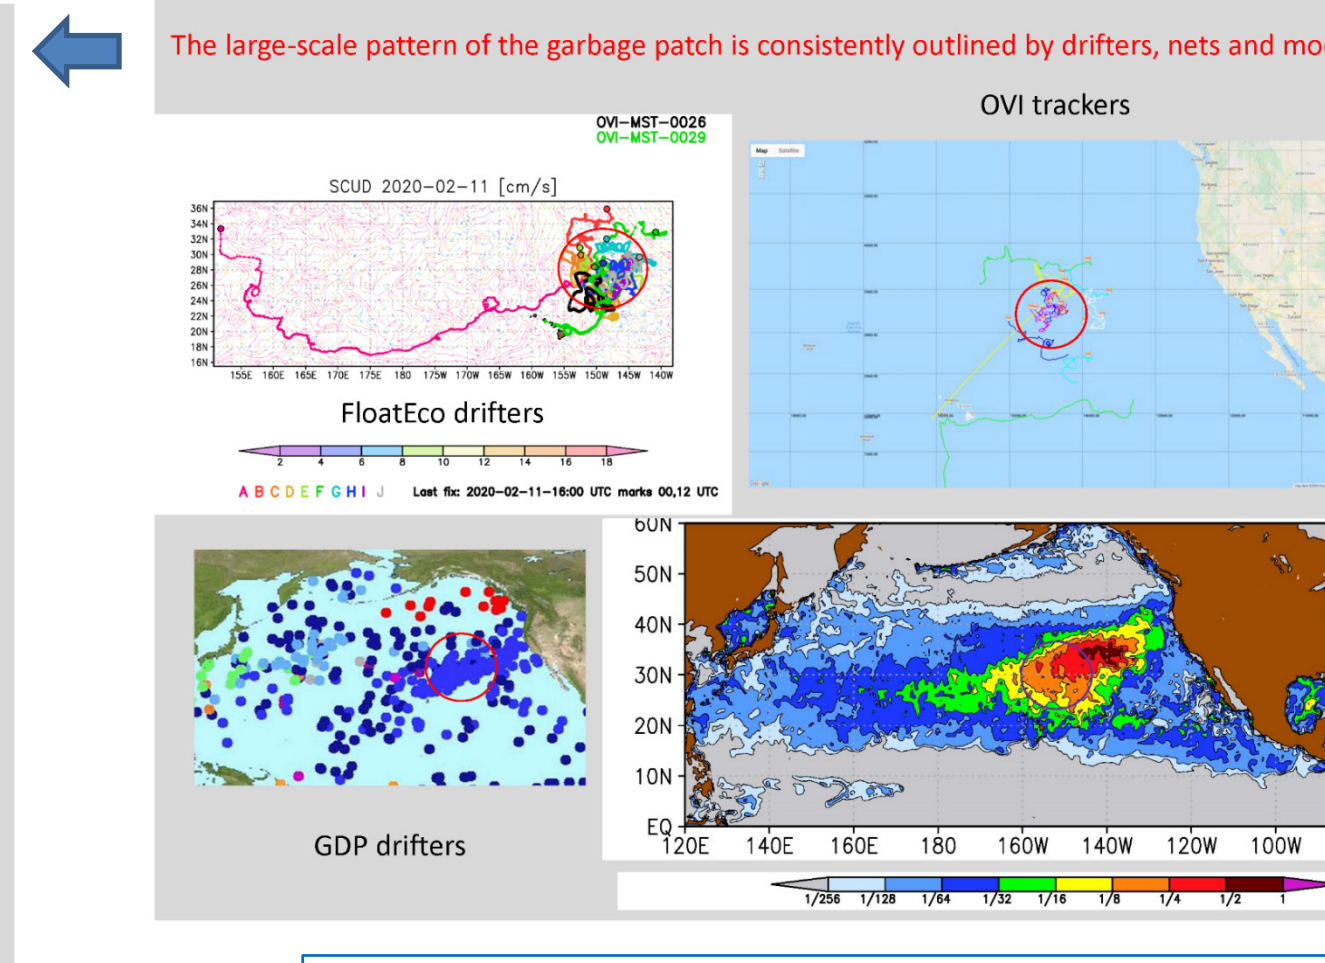 The large-scale pattern of the garbage patch is consistently outlined by drifters, nets and mo
OVI trackers
OVI-MST-0026
OVI-MST-0029
SCUD 2020-02-11 [cm/s]
36N
34N
32N
30N
28N
26N
24N
22N
20N
18N
16N
155E 160E 165E 170E 175E 180 175W 170W 165W 160W 155W 150W 145W 140W
FloatEco drifters
2 4 6 8 10 12 14 16 18
A B C D E F G H I J Last fix: 2020-02-11-16:00 UTC marks 00,12 UTC
Map Satellite
Google
GDP drifters
60N
50N
40N
30N
20N
10N
EQ
120E 140E 160E 180 160W 140W 120W 100W
1/256 1/128 1/64 1/32 1/16 1/8 1/4 1/2 1